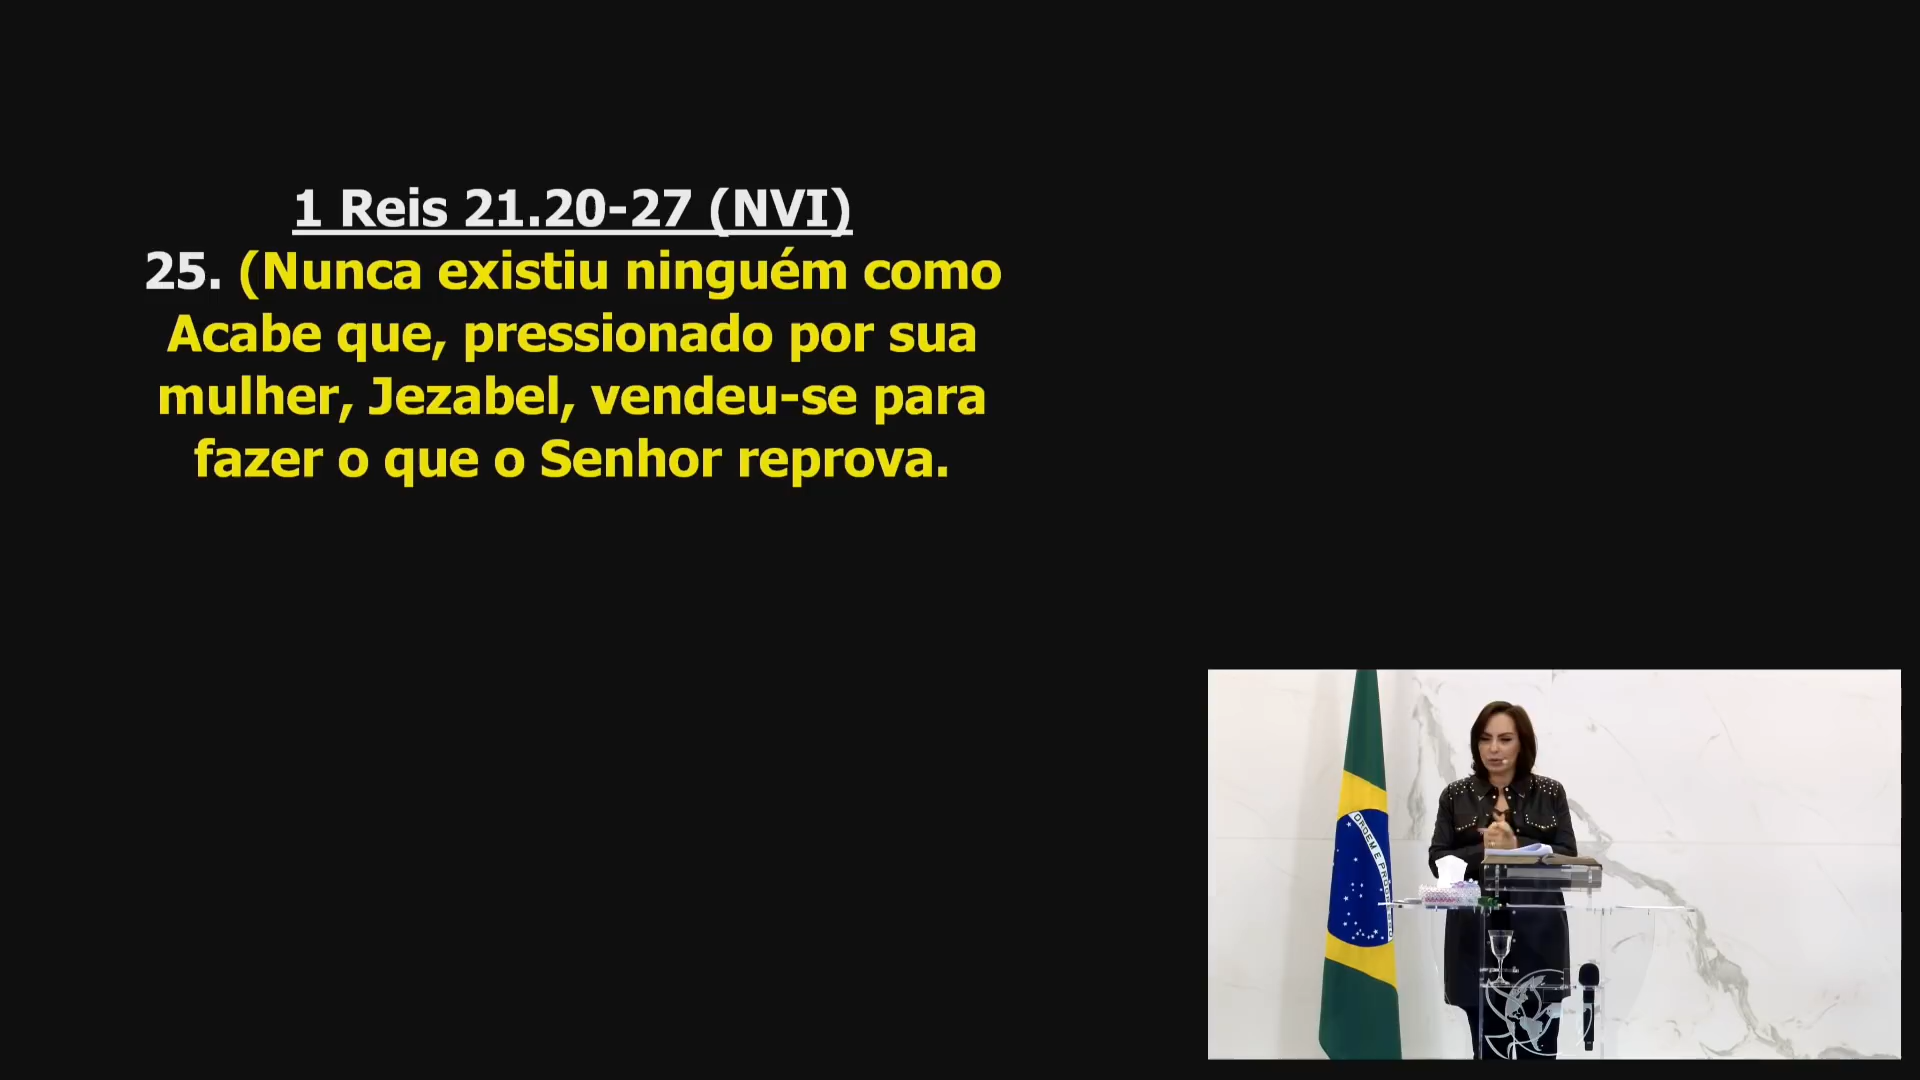 1 Reis 21.20-27 (NVI)
25. (Nunca existiu ninguém como
Acabe que, pressionado por sua
mulher, Jezabel, vendeu-se para
fazer o que o Senhor reprova.
ORDEM E